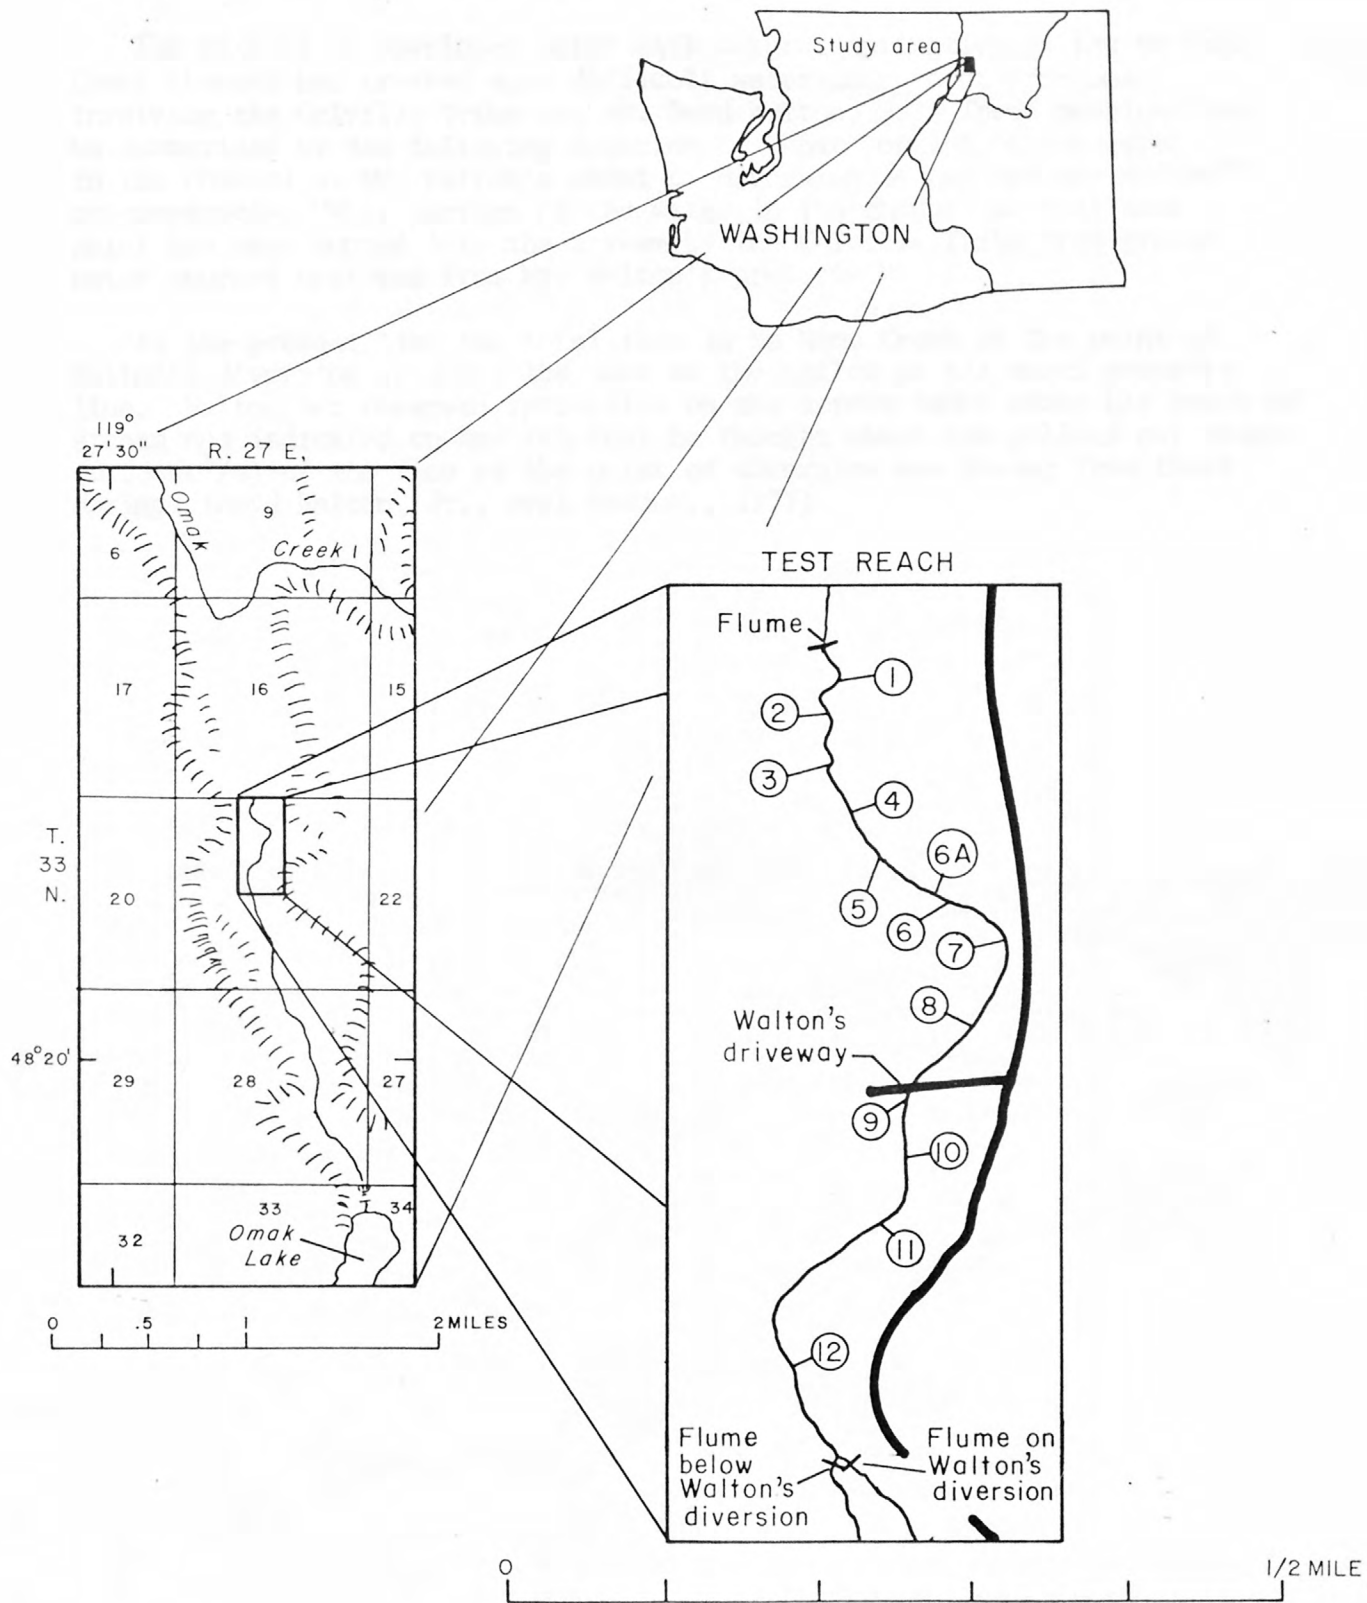 Study area
WASHINGTON
119°
27'30"
R. 27 E.
Omak
Creek
9
6
17
16
15
T.
33
N.
20
22
48°20'
29
28
27
33
34
32
Omak
Lake
0
.5
1
2 MILES
TEST REACH
Flume
1
2
3
4
6A
5
6
7
8
Walton's
driveway
9
10
11
12
Flume
below
Walton's
diversion
Flume on
Walton's
diversion
0
1/2 MILE